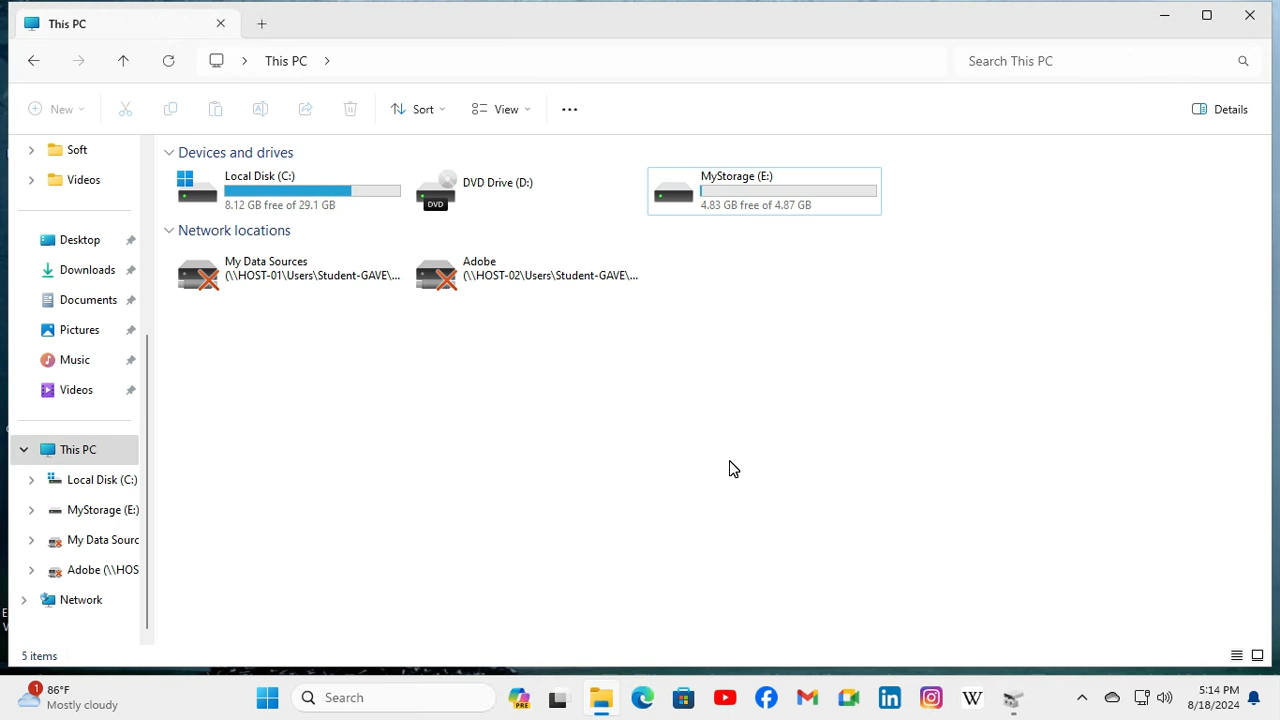 This PC
This PC
Search This PC
New
Sort
View
Details
Soft
Videos
Desktop
Downloads
Documents
Pictures
Music
Videos
This PC
Local Disk (C:)
MyStorage (E:)
My Data Sourc
Adobe (\\HOS
Network
Devices and drives
Local Disk (C:)
8.12 GB free of 29.1 GB
DVD Drive (D:)
DVD
MyStorage (E:)
4.83 GB free of 4.87 GB
Network locations
My Data Sources
(\\HOST-01\Users\Student-GAVE\...
Adobe
(\\HOST-02\Users\Student-GAVE\...
5 items
1
86°F
Mostly cloudy
Search
PRE
W
5:14 PM
8/18/2024